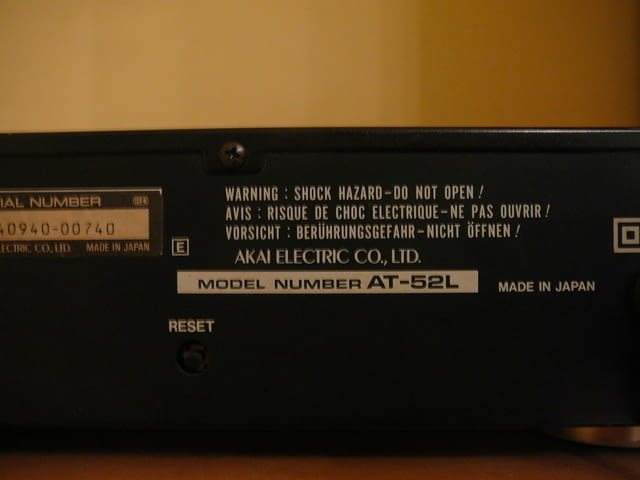 IAL NUMBER
40940-00740
ECTRIC CO., LTD. MADE IN JAPAN
E
WARNING : SHOCK HAZARD-DO NOT OPEN !
AVIS : RISQUE DE CHOC ELECTRIQUE-NE PAS OUVRIR !
VORSICHT : BERÜHRUNGSGEFAHR-NICHT ÖFFNEN !
AKAI ELECTRIC CO., LTD.
MODEL NUMBER AT-52L
MADE IN JAPAN
RESET